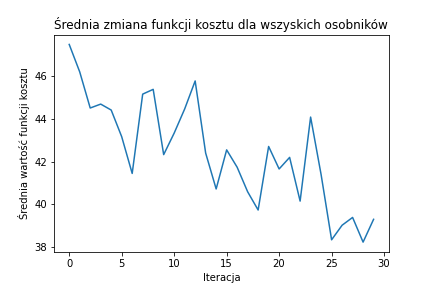 Średnia zmiana funkcji kosztu dla wszyskich osobników
Średnia wartość funkcji kosztu
46
44
42
40
38
0 5 10 15 20 25 30
Iteracja